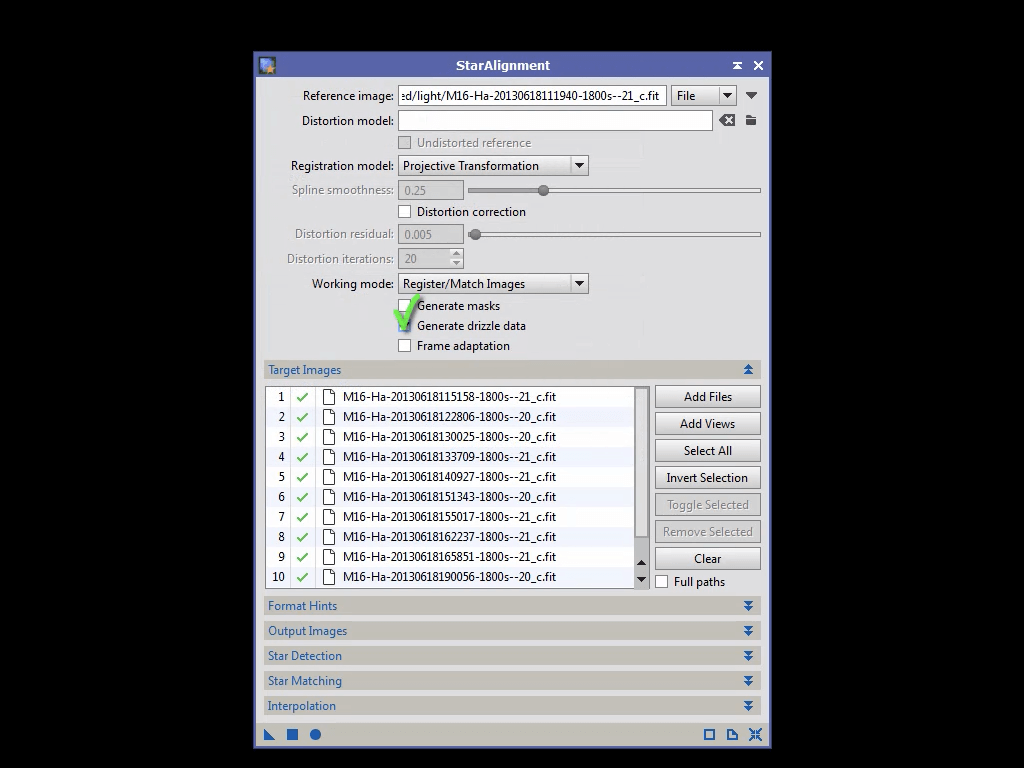 StarAlignment
Reference image: ed/light/M16-Ha-20130618111940-1800s--21_c.fit File
Distortion model:
Undistorted reference
Registration model: Projective Transformation
Spline smoothness: 0.25
Distortion correction
Distortion residual: 0.005
Distortion iterations: 20
Working mode: Register/Match Images
Generate masks
Generate drizzle data
Frame adaptation
Target Images
1 M16-Ha-20130618115158-1800s--21_c.fit Add Files
2 M16-Ha-20130618122806-1800s--20_c.fit Add Views
3 M16-Ha-20130618130025-1800s--21_c.fit
4 M16-Ha-20130618133709-1800s--21_c.fit Select All
5 M16-Ha-20130618140927-1800s--21_c.fit Invert Selection
6 M16-Ha-20130618151343-1800s--20_c.fit Toggle Selected
7 M16-Ha-20130618155017-1800s--21_c.fit Remove Selected
8 M16-Ha-20130618162237-1800s--21_c.fit
9 M16-Ha-20130618165851-1800s--21_c.fit Clear
10 M16-Ha-20130618190056-1800s--20_c.fit Full paths
Format Hints
Output Images
Star Detection
Star Matching
Interpolation